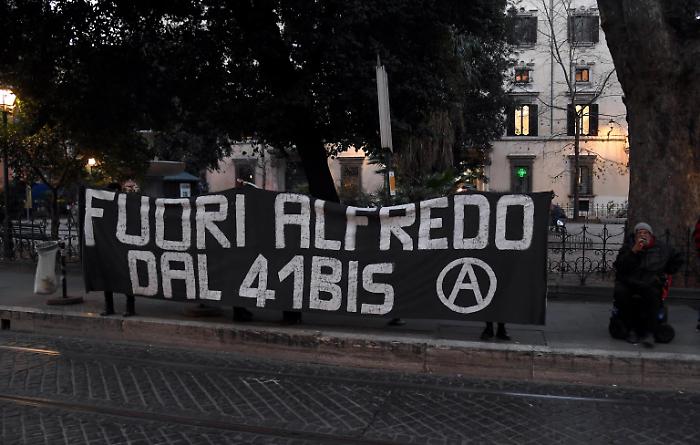 FUORI ALFREDO
DAL 41BIS Ⓐ